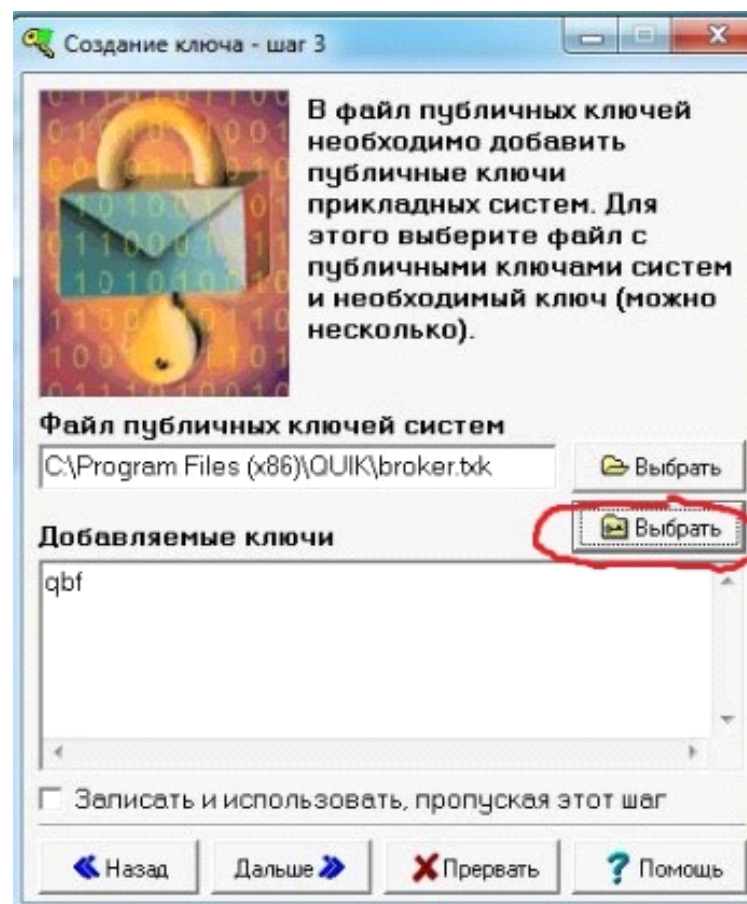 Создание ключа - шаг 3
В файл публичных ключей
необходимо добавить
публичные ключи
прикладных систем. Для
этого выберите файл с
публичными ключами систем
и необходимый ключ (можно
несколько).
Файл публичных ключей систем
C:\Program Files (x86)\QUIK\broker.txk
Выбрать
Добавляемые ключи
Выбрать
qbf
Записать и использовать, пропуская этот шаг
Назад
Дальше
Прервать
Помощь